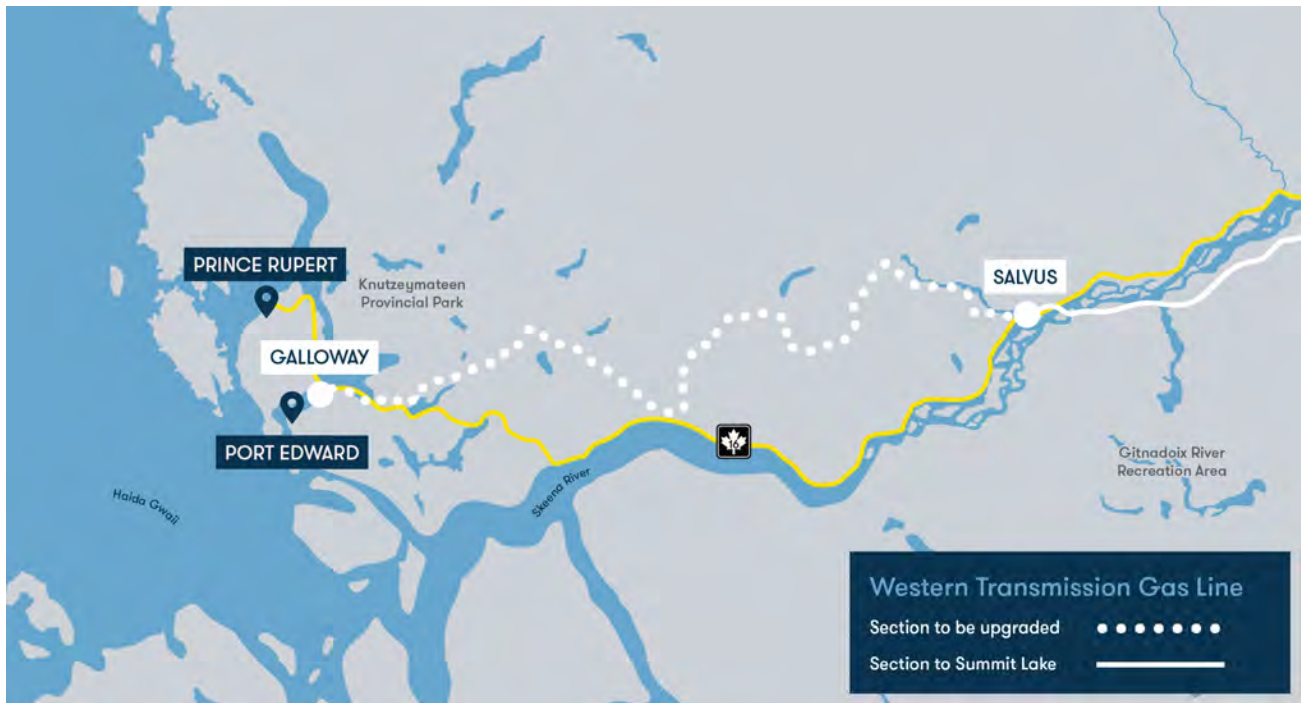 PRINCE RUPERT
Knutzeymateen
Provincial Park
SALVUS
GALLOWAY
PORT EDWARD
16
Gitnadoix River
Recreation Area
Skeena River
Haida Gwaii
Western Transmission Gas Line
Section to be upgraded
Section to Summit Lake